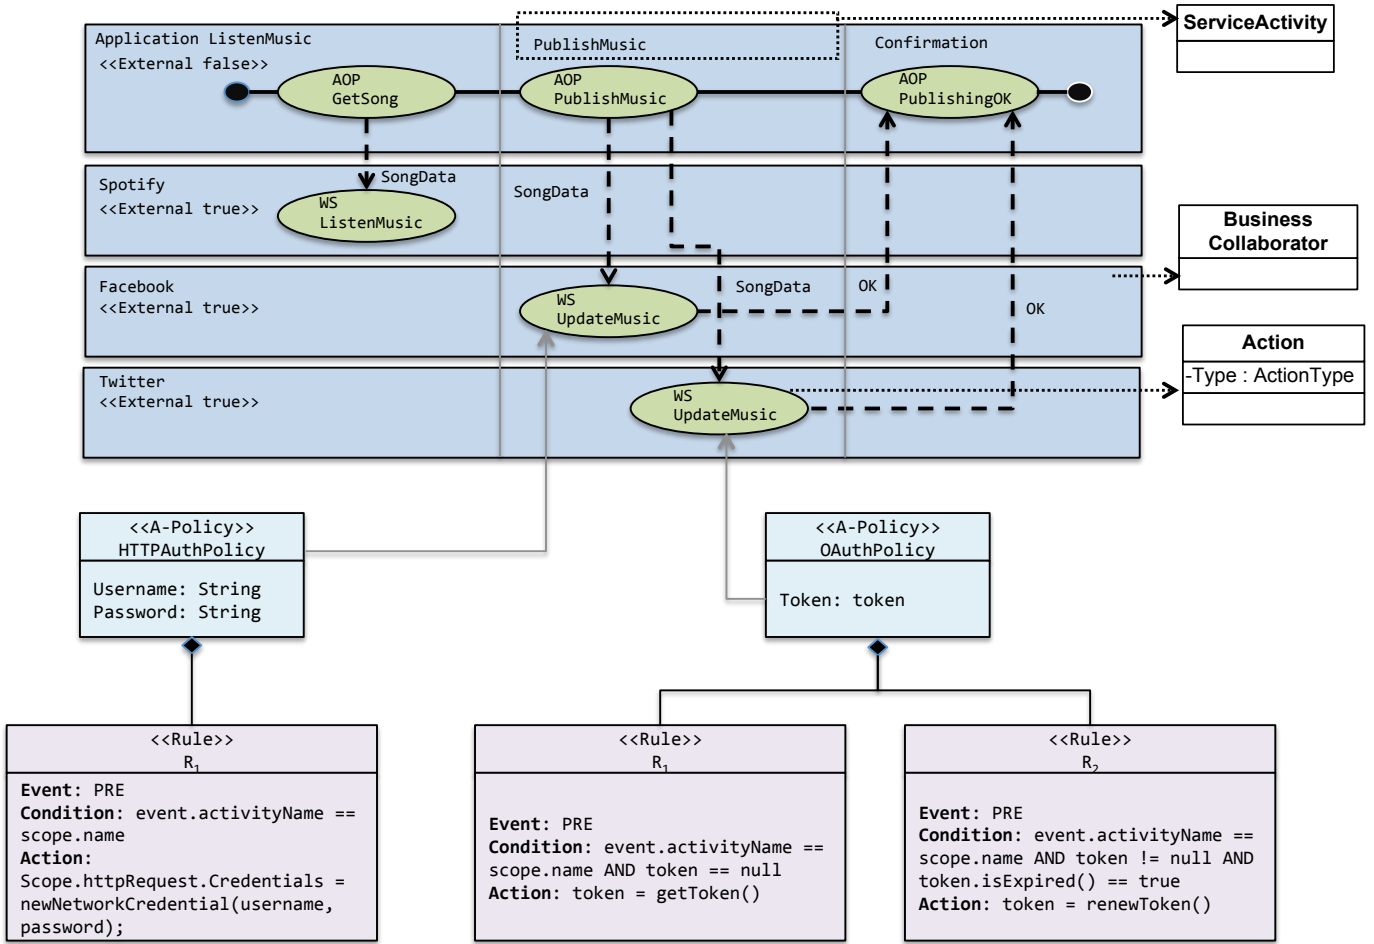 Application ListenMusic
<<External false>>
PublishMusic
Confirmation
ServiceActivity
AOP
GetSong
AOP
PublishMusic
AOP
PublishingOK
Spotify
<<External true>>
SongData
SongData
WS
ListenMusic
Business
Collaborator
Facebook
<<External true>>
WS
UpdateMusic
SongData
OK
OK
Action
-Type : ActionType
Twitter
<<External true>>
WS
UpdateMusic
<<A-Policy>>
HTTPAuthPolicy
Username: String
Password: String
<<A-Policy>>
OAuthPolicy
Token: token
<<Rule>>
R1
Event: PRE
Condition: event.activityName ==
scope.name
Action:
Scope.httpRequest.Credentials =
newNetworkCredential(username,
password);
<<Rule>>
R1
Event: PRE
Condition: event.activityName ==
scope.name AND token == null
Action: token = getToken()
<<Rule>>
R2
Event: PRE
Condition: event.activityName ==
scope.name AND token != null AND
token.isExpired() == true
Action: token = renewToken()